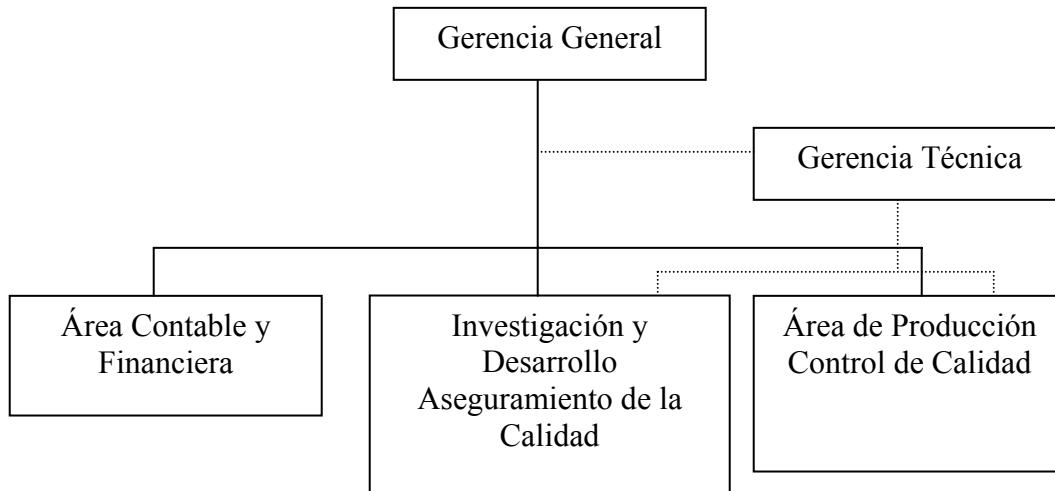 Gerencia General
Gerencia Técnica
Área Contable y
Financiera
Investigación y
Desarrollo
Aseguramiento de la
Calidad
Área de Producción
Control de Calidad